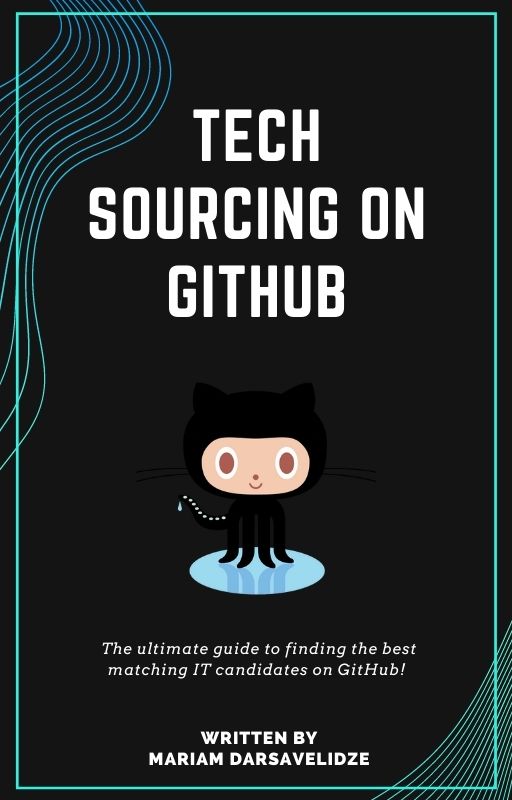 TECH
SOURCING ON
GITHUB
The ultimate guide to finding the best
matching IT candidates on GitHub!
WRITTEN BY
MARIAM DARSAVELIDZE